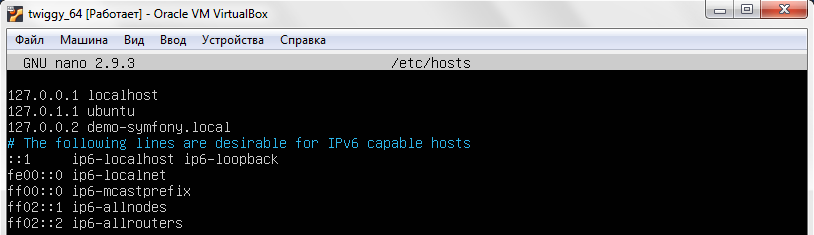 twiggy_64 [Работает] - Oracle VM VirtualBox
Файл Машина Вид Ввод Устройства Справка
GNU nano 2.9.3 /etc/hosts
127.0.0.1 localhost
127.0.1.1 ubuntu
127.0.0.2 demo-symfony.local
# The following lines are desirable for IPv6 capable hosts
::1 ip6-localhost ip6-loopback
fe00::0 ip6-localnet
ff00::0 ip6-mcastprefix
ff02::1 ip6-allnodes
ff02::2 ip6-allrouters